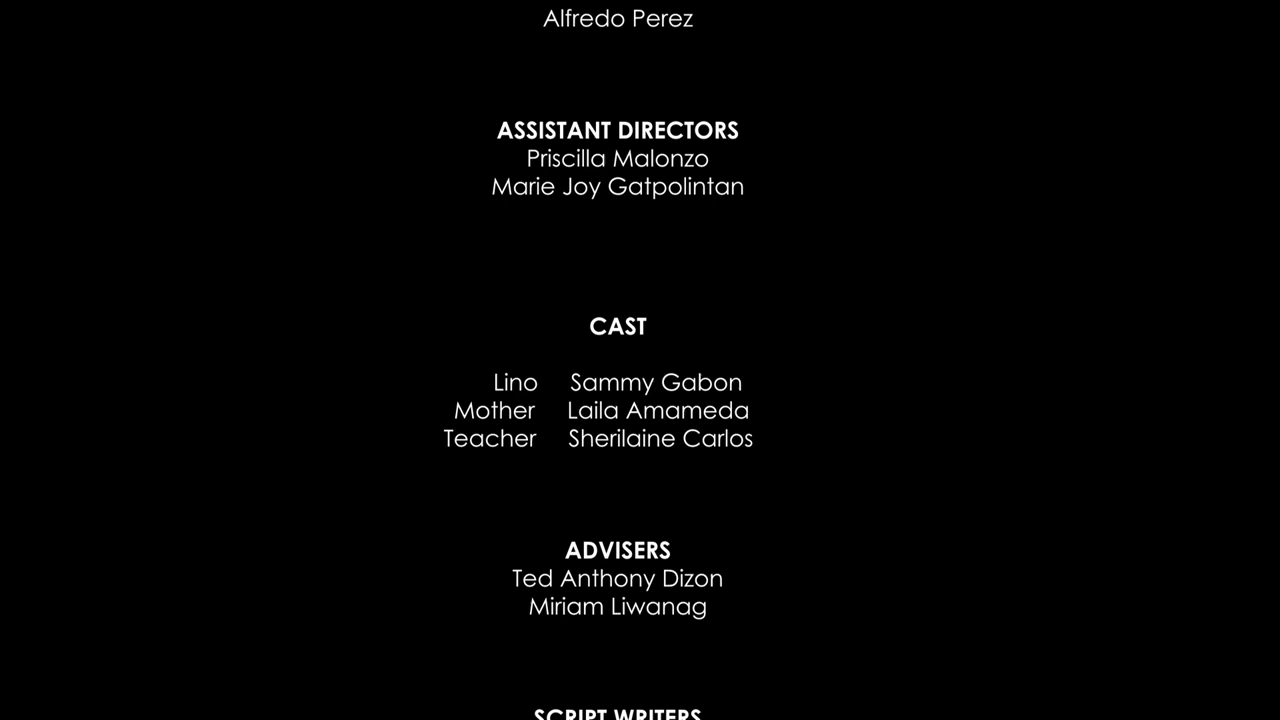 Alfredo Perez
ASSISTANT DIRECTORS
Priscilla Malonzo
Marie Joy Gatpolintan
CAST
Lino Sammy Gabon
Mother Laila Amameda
Teacher Sherilaine Carlos
ADVISERS
Ted Anthony Dizon
Miriam Liwanag
SCRIPT WRITERS